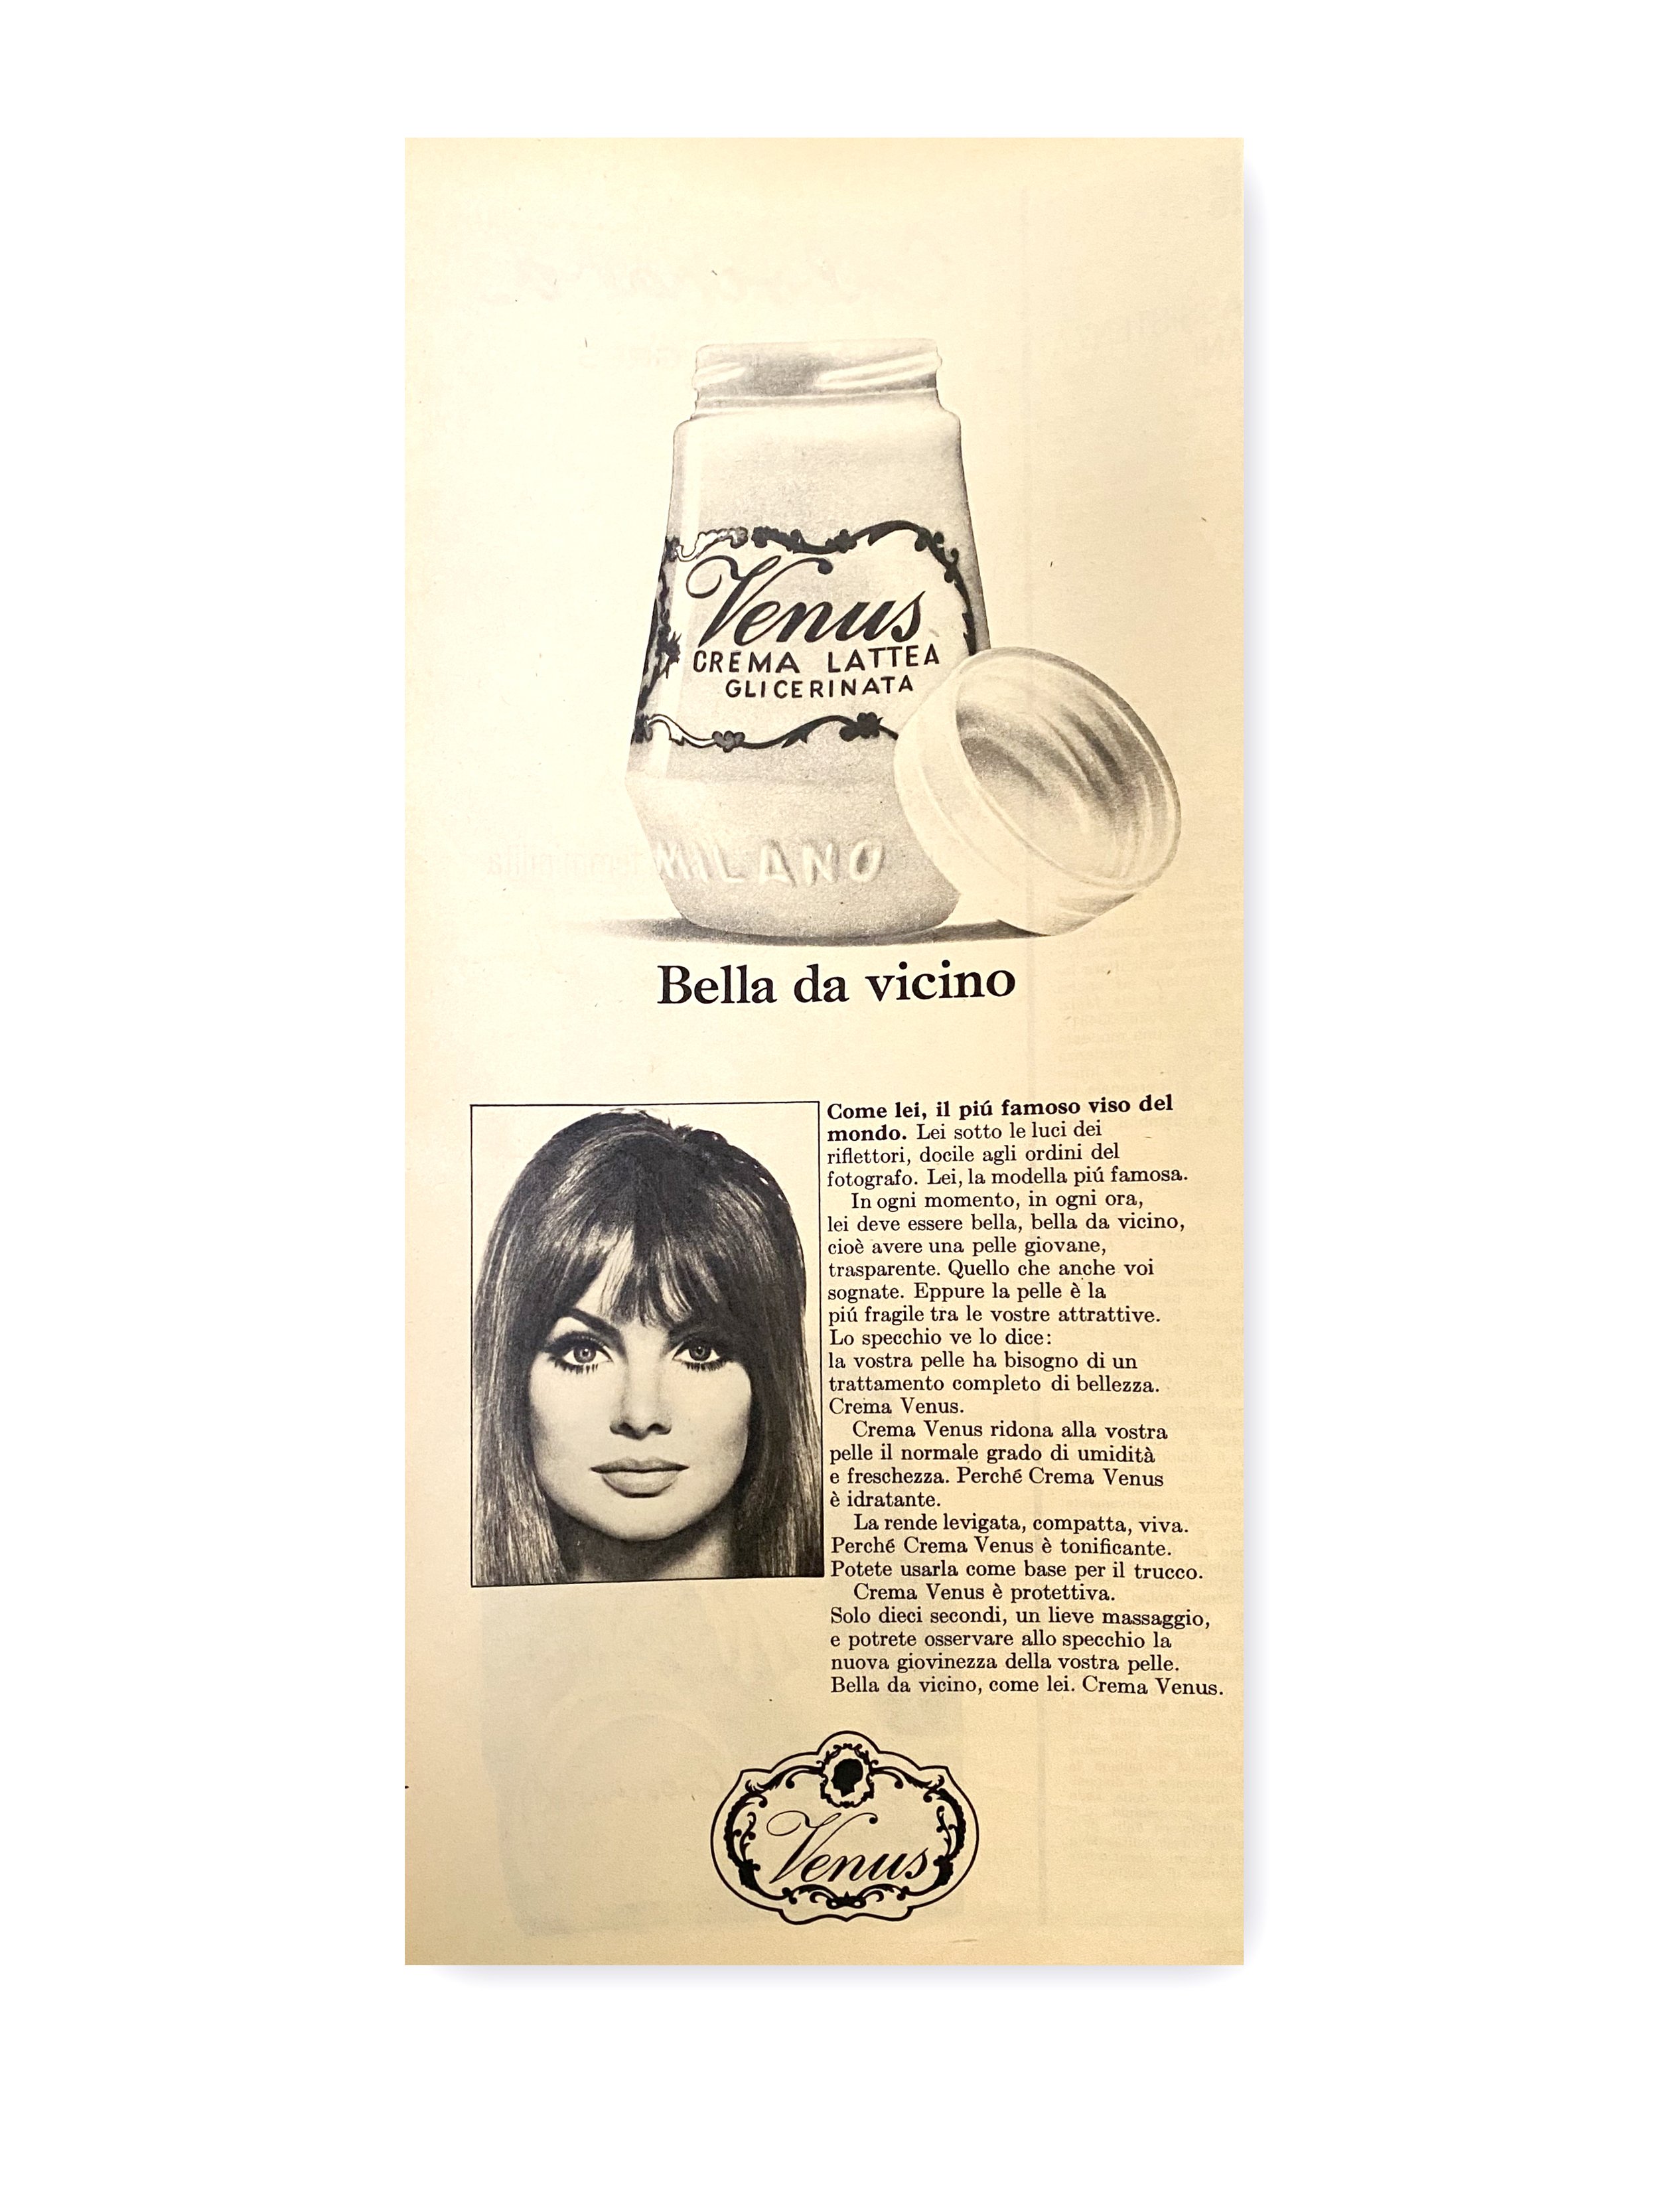 Venus
CREMA LATTEA
GLICERINATA
MILANO
Bella da vicino
Come lei, il piú famoso viso del
mondo. Lei sotto le luci dei
riflettori, docile agli ordini del
fotografo. Lei, la modella piú famosa.
In ogni momento, in ogni ora,
lei deve essere bella, bella da vicino,
cioè avere una pelle giovane,
trasparente. Quello che anche voi
sognate. Eppure la pelle è la
piú fragile tra le vostre attrattive.
Lo specchio ve lo dice:
la vostra pelle ha bisogno di un
trattamento completo di bellezza.
Crema Venus.
Crema Venus ridona alla vostra
pelle il normale grado di umidità
e freschezza. Perché Crema Venus
è idratante.
La rende levigata, compatta, viva.
Perché Crema Venus è tonificante.
Potete usarla come base per il trucco.
Crema Venus è protettiva.
Solo dieci secondi, un lieve massaggio,
e potrete osservare allo specchio la
nuova giovinezza della vostra pelle.
Bella da vicino, come lei. Crema Venus.
Venus